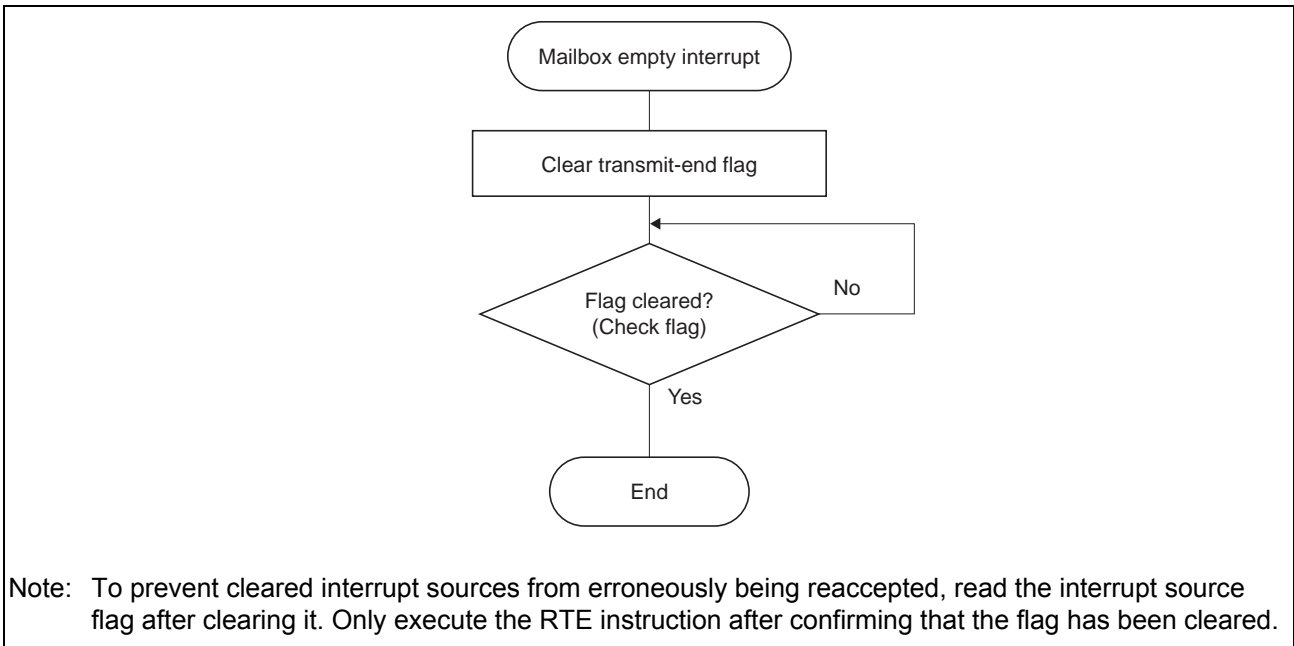 Mailbox empty interrupt
Clear transmit-end flag
Flag cleared?
(Check flag)
No
Yes
End
Note: To prevent cleared interrupt sources from erroneously being reaccepted, read the interrupt source
flag after clearing it. Only execute the RTE instruction after confirming that the flag has been cleared.